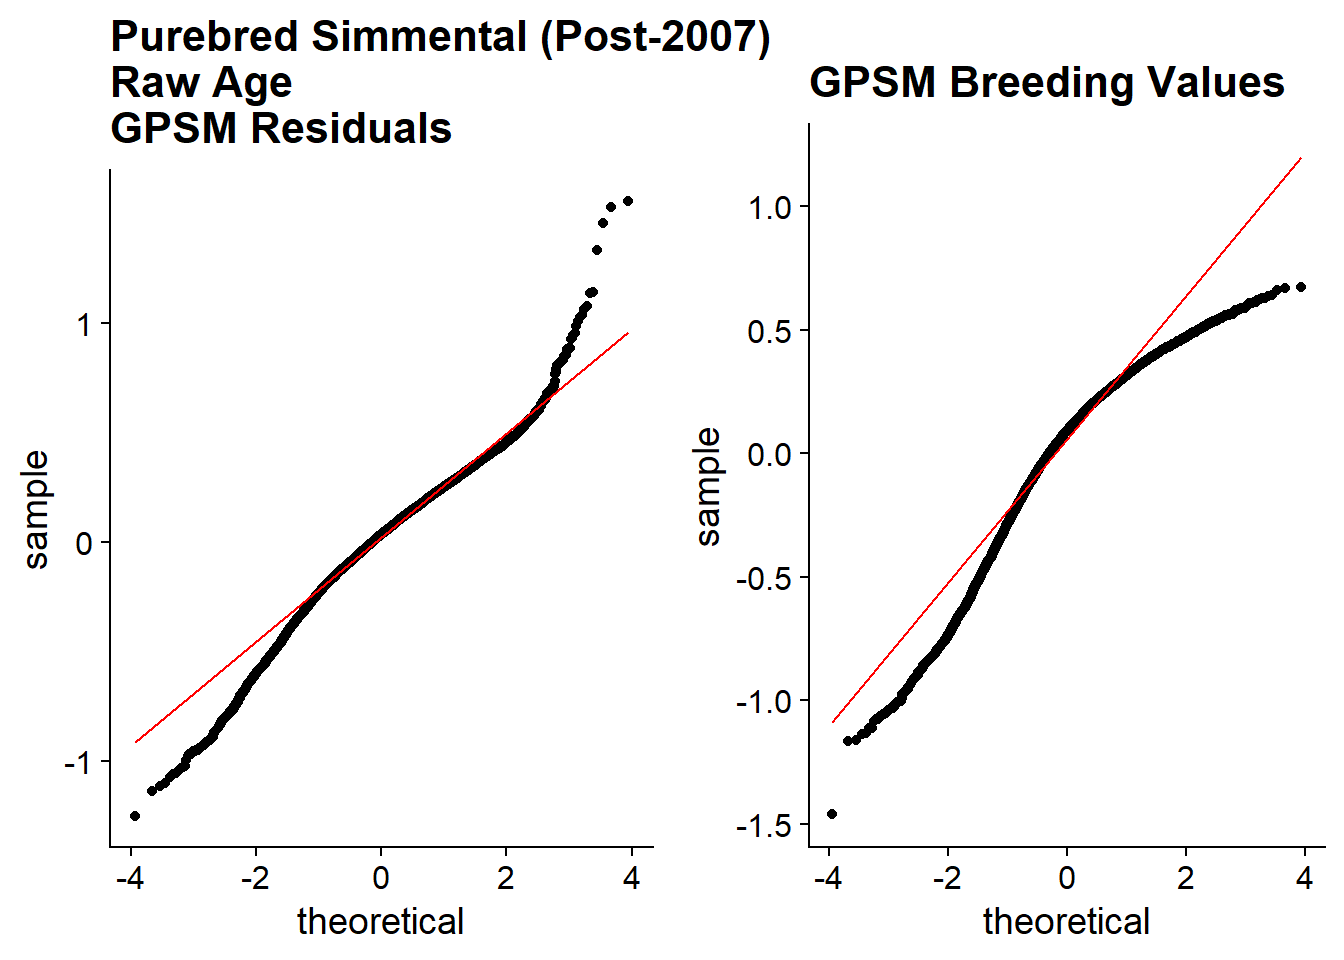 Purebred Simmental (Post-2007)
Raw Age
GPSM Residuals
1
0
-1
sample
-4
-2
0
2
4
theoretical
GPSM Breeding Values
1.0
0.5
0.0
-0.5
-1.0
-1.5
sample
-4
-2
0
2
4
theoretical